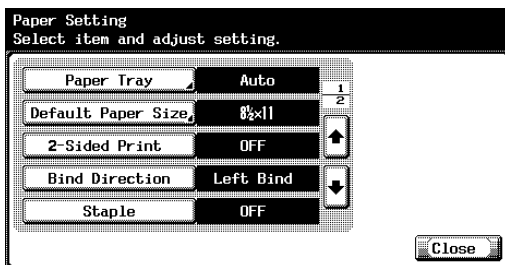 Paper Setting
Select item and adjust setting.
Paper Tray Auto
1
2
Default Paper Size 8½×11
2-Sided Print OFF
Bind Direction Left Bind
Staple OFF
Close